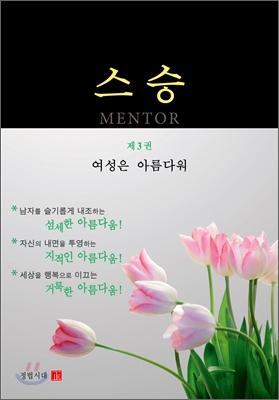 스승
MENTOR
제3권
여성은 아름다워
* 남자를 슬기롭게 내조하는
섬세한 아름다움!
* 자신의 내면을 투영하는
지적인 아름다움!
* 세상을 행복으로 이끄는
거룩한 아름다움!
정법시대